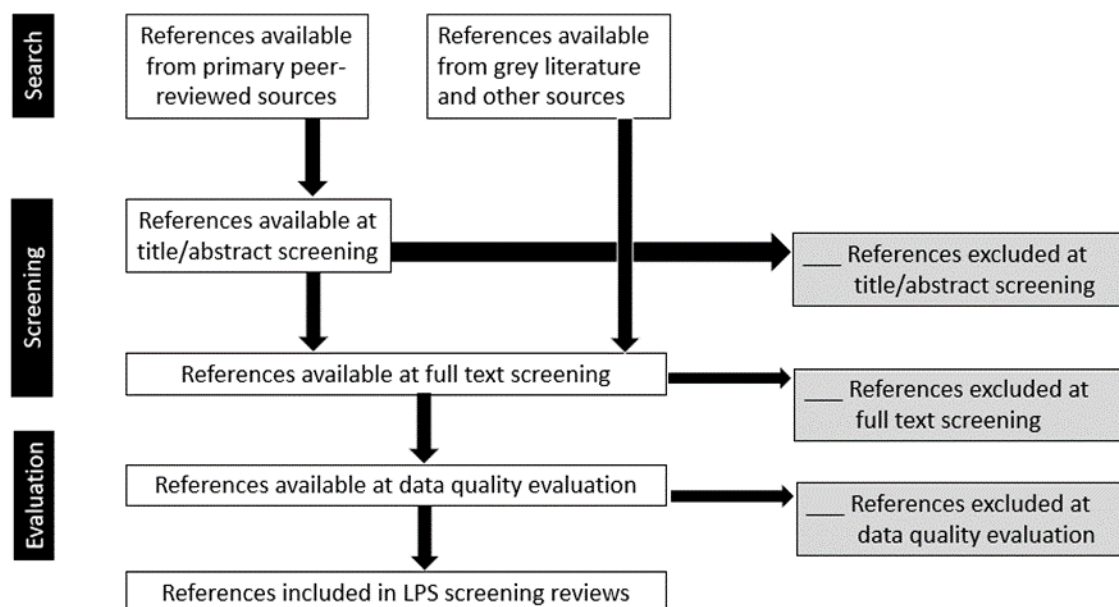 Search
References available
from primary peer-
reviewed sources
References available
from grey literature
and other sources
Screening
References available at
title/abstract screening
___ References excluded at
title/abstract screening
References available at full text screening
___ References excluded at
full text screening
Evaluation
References available at data quality evaluation
___ References excluded at
data quality evaluation
References included in LPS screening reviews